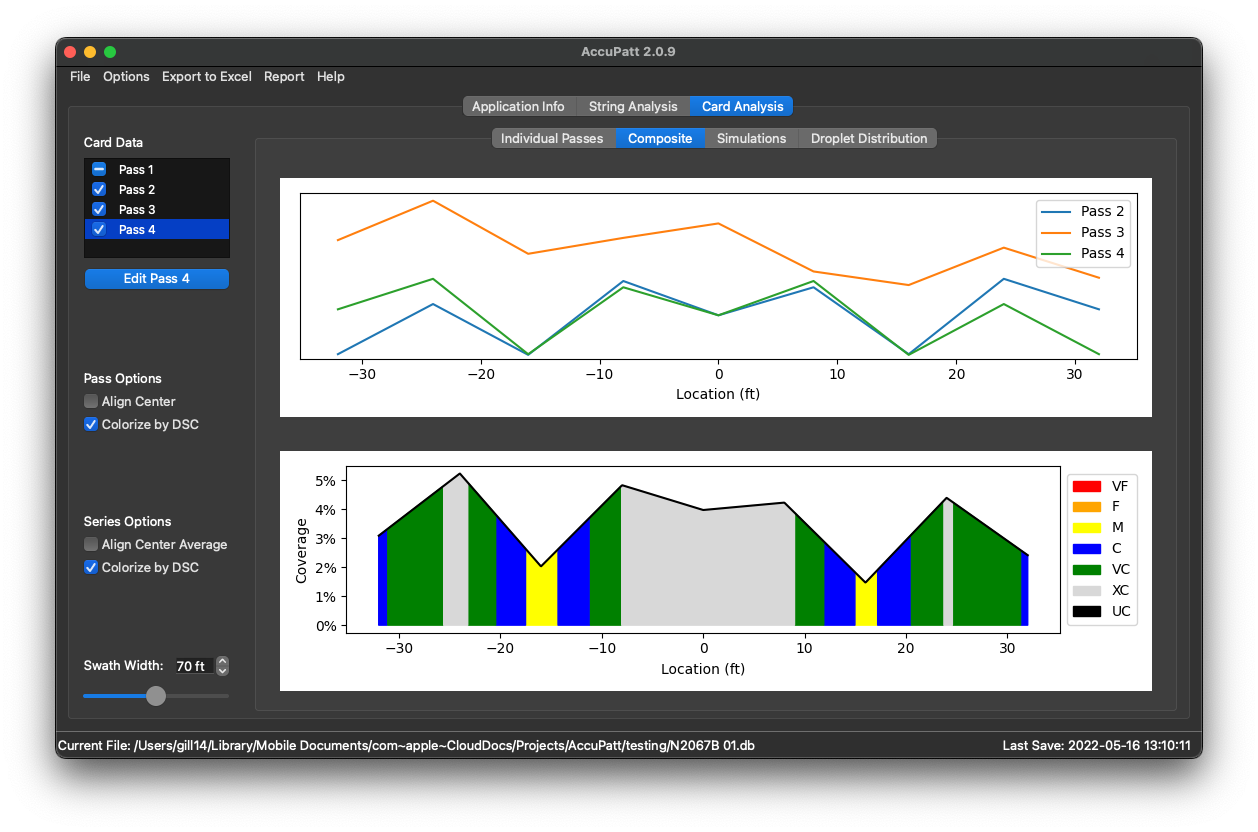 AccuPatt 2.0.9
File Options Export to Excel Report Help
Application Info String Analysis Card Analysis
Individual Passes Composite Simulations Droplet Distribution
Card Data
Pass 1
Pass 2
Pass 3
Pass 4
Edit Pass 4
Pass Options
Align Center
Colorize by DSC
Series Options
Align Center Average
Colorize by DSC
Swath Width: 70 ft
Pass 2
Pass 3
Pass 4
−30 −20 −10 0 10 20 30
Location (ft)
Coverage
5%
4%
3%
2%
1%
0%
−30 −20 −10 0 10 20 30
Location (ft)
VF
F
M
C
VC
XC
UC
Current File: /Users/gill14/Library/Mobile Documents/com~apple~CloudDocs/Projects/AccuPatt/testing/N2067B 01.db
Last Save: 2022-05-16 13:10:11